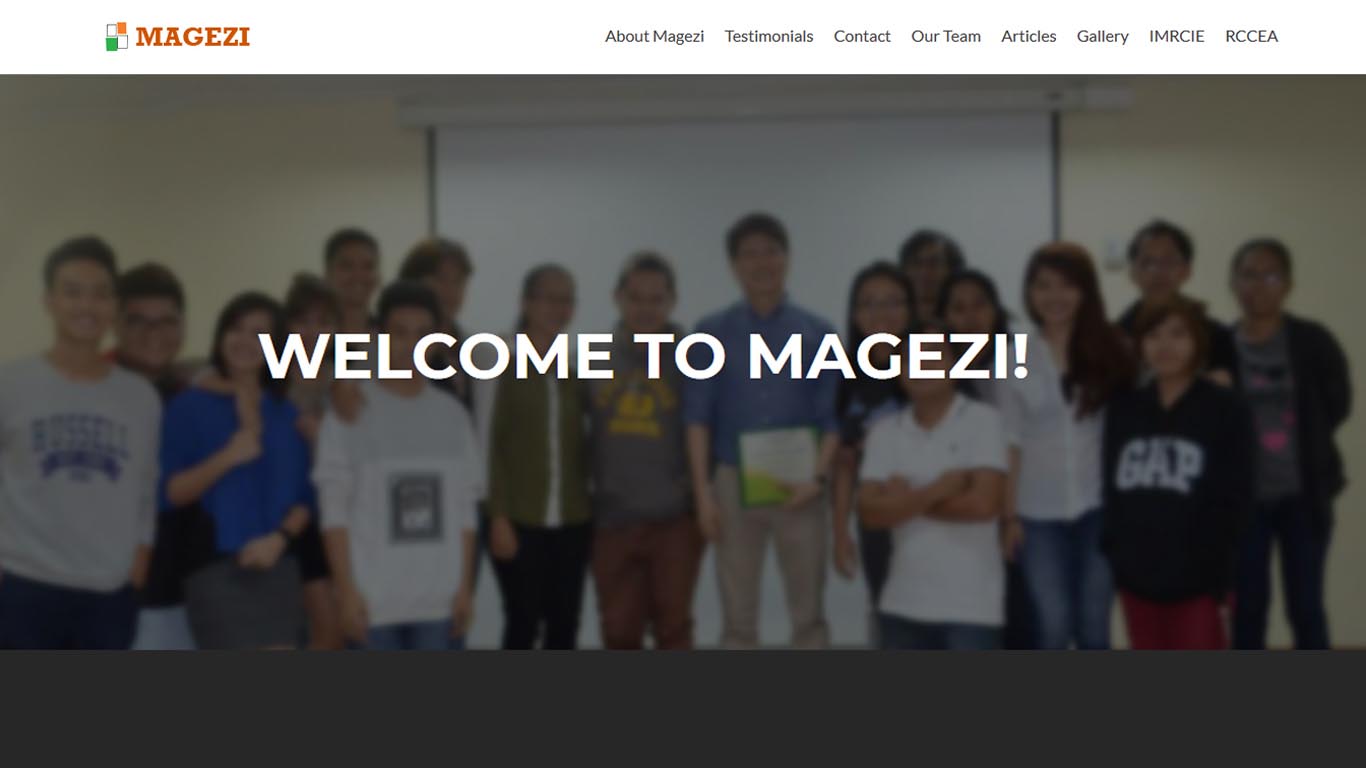 MAGEZI
About Magezi Testimonials Contact Our Team Articles Gallery IMRCIE RCCEA
WELCOME TO MAGEZI!
RUSSELL
GAP